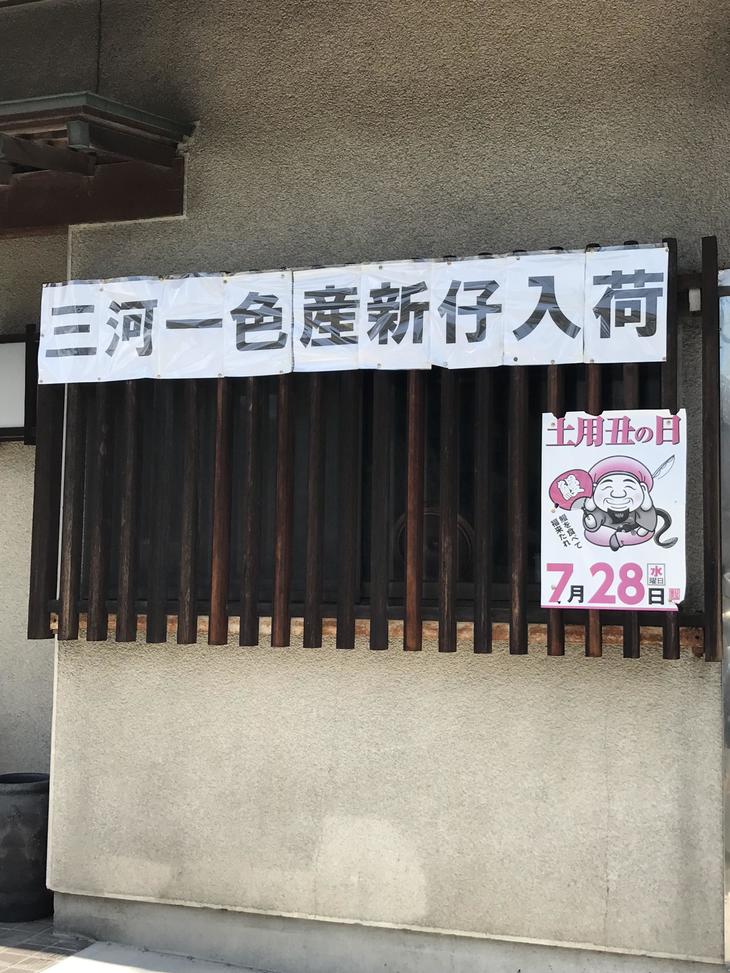 三河一色産新仔入荷
土用丑の日
鰻
鰻を食べて
福来たれ
7月28日
水
曜日